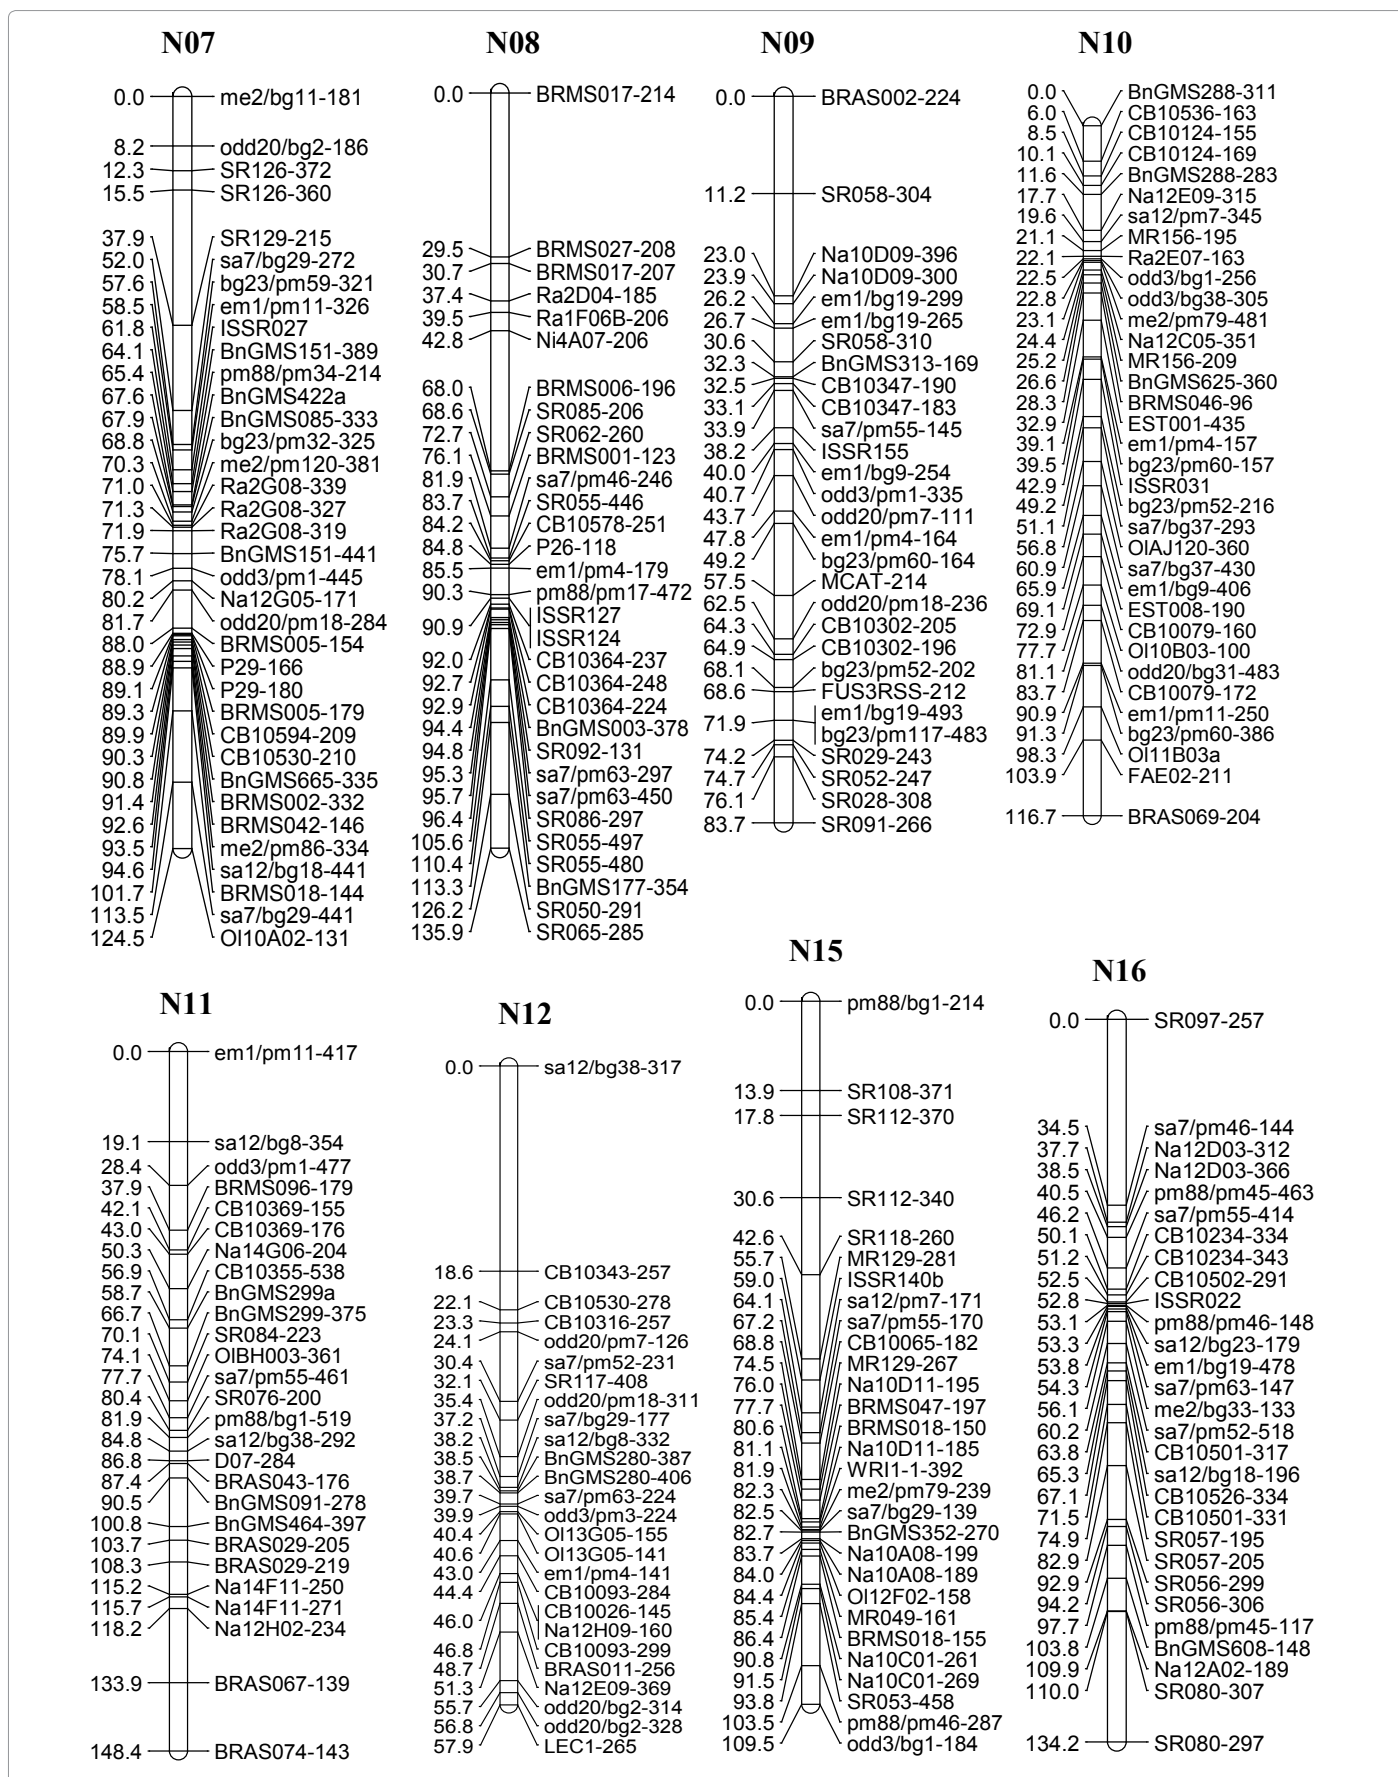 N07
0.0 me2/bg11-181
8.2 odd20/bg2-186
12.3 SR126-372
15.5 SR126-360
37.9 SR129-215
52.0 sa7/bg29-272
57.6 bg23/pm59-321
58.5 em1/pm11-326
61.8 ISSR027
64.1 BnGMS151-389
65.4 pm88/pm34-214
67.6 BnGMS422a
67.9 BnGMS085-333
68.8 bg23/pm32-325
70.3 me2/pm120-381
71.0 Ra2G08-339
71.3 Ra2G08-327
71.9 Ra2G08-319
75.7 BnGMS151-441
78.1 odd3/pm1-445
80.2 Na12G05-171
81.7 odd20/pm18-284
88.0 BRMS005-154
88.9 P29-166
89.1 P29-180
89.3 BRMS005-179
89.9 CB10594-209
90.3 CB10530-210
90.8 BnGMS665-335
91.4 BRMS002-332
92.6 BRMS042-146
93.5 me2/pm86-334
94.6 sa12/bg18-441
101.7 BRMS018-144
113.5 sa7/bg29-441
124.5 Ol10A02-131
N08
0.0 BRMS017-214
29.5 BRMS027-208
30.7 BRMS017-207
37.4 Ra2D04-185
39.5 Ra1F06B-206
42.8 Ni4A07-206
68.0 BRMS006-196
68.6 SR085-206
72.7 SR062-260
76.1 BRMS001-123
81.9 sa7/pm46-246
83.7 SR055-446
84.2 CB10578-251
84.8 P26-118
85.5 em1/pm4-179
90.3 pm88/pm17-472
90.9 ISSR127
ISSR124
92.0 CB10364-237
92.7 CB10364-248
92.9 CB10364-224
94.4 BnGMS003-378
94.8 SR092-131
95.3 sa7/pm63-297
95.7 sa7/pm63-450
96.4 SR086-297
105.6 SR055-497
110.4 SR055-480
113.3 BnGMS177-354
126.2 SR050-291
135.9 SR065-285
N09
0.0 BRAS002-224
11.2 SR058-304
23.0 Na10D09-396
23.9 Na10D09-300
26.2 em1/bg19-299
26.7 em1/bg19-265
30.6 SR058-310
32.3 BnGMS313-169
32.5 CB10347-190
33.1 CB10347-183
33.9 sa7/pm55-145
38.2 ISSR155
40.0 em1/bg9-254
40.7 odd3/pm1-335
43.7 odd20/pm7-111
47.8 em1/pm4-164
49.2 bg23/pm60-164
57.5 MCAT-214
62.5 odd20/pm18-236
64.3 CB10302-205
64.9 CB10302-196
68.1 bg23/pm52-202
68.6 FUS3RSS-212
71.9 em1/bg19-493
bg23/pm117-483
74.2 SR029-243
74.7 SR052-247
76.1 SR028-308
83.7 SR091-266
N10
0.0 BnGMS288-311
6.0 CB10536-163
8.5 CB10124-155
10.1 CB10124-169
11.6 BnGMS288-283
17.7 Na12E09-315
19.6 sa12/pm7-345
21.1 MR156-195
22.1 Ra2E07-163
22.5 odd3/bg1-256
22.8 odd3/bg38-305
23.1 me2/pm79-481
24.4 Na12C05-351
25.2 MR156-209
26.6 BnGMS625-360
28.3 BRMS046-96
32.9 EST001-435
39.1 em1/pm4-157
39.5 bg23/pm60-157
42.9 ISSR031
49.2 bg23/pm52-216
51.1 sa7/bg37-293
56.8 OlAJ120-360
60.9 sa7/bg37-430
65.9 em1/bg9-406
69.1 EST008-190
72.9 CB10079-160
77.7 Ol10B03-100
81.1 odd20/bg31-483
83.7 CB10079-172
90.9 em1/pm11-250
91.3 bg23/pm60-386
98.3 Ol11B03a
103.9 FAE02-211
116.7 BRAS069-204
N11
0.0 em1/pm11-417
19.1 sa12/bg8-354
28.4 odd3/pm1-477
37.9 BRMS096-179
42.1 CB10369-155
43.0 CB10369-176
50.3 Na14G06-204
56.9 CB10355-538
58.7 BnGMS299a
66.7 BnGMS299-375
70.1 SR084-223
74.1 OlBH003-361
77.7 sa7/pm55-461
80.4 SR076-200
81.9 pm88/bg1-519
84.8 sa12/bg38-292
86.8 D07-284
87.4 BRAS043-176
90.5 BnGMS091-278
100.8 BnGMS464-397
103.7 BRAS029-205
108.3 BRAS029-219
115.2 Na14F11-250
115.7 Na14F11-271
118.2 Na12H02-234
133.9 BRAS067-139
148.4 BRAS074-143
N12
0.0 sa12/bg38-317
18.6 CB10343-257
22.1 CB10530-278
23.3 CB10316-257
24.1 odd20/pm7-126
30.4 sa7/pm52-231
32.1 SR117-408
35.4 odd20/pm18-311
37.2 sa7/bg29-177
38.2 sa12/bg8-332
38.5 BnGMS280-387
38.7 BnGMS280-406
39.7 sa7/pm63-224
39.9 odd3/pm3-224
40.4 Ol13G05-155
40.6 Ol13G05-141
43.0 em1/pm4-141
44.4 CB10093-284
46.0 CB10026-145
Na12H09-160
46.8 CB10093-299
48.7 BRAS011-256
51.3 Na12E09-369
55.7 odd20/bg2-314
56.8 odd20/bg2-328
57.9 LEC1-265
N15
0.0 pm88/bg1-214
13.9 SR108-371
17.8 SR112-370
30.6 SR112-340
42.6 SR118-260
55.7 MR129-281
59.0 ISSR140b
64.1 sa12/pm7-171
67.2 sa7/pm55-170
68.8 CB10065-182
74.5 MR129-267
76.0 Na10D11-195
77.7 BRMS047-197
80.6 BRMS018-150
81.1 Na10D11-185
81.9 WRI1-1-392
82.3 me2/pm79-239
82.5 sa7/bg29-139
82.7 BnGMS352-270
83.7 Na10A08-199
84.0 Na10A08-189
84.4 Ol12F02-158
85.4 MR049-161
86.4 BRMS018-155
90.8 Na10C01-261
91.5 Na10C01-269
93.8 SR053-458
103.5 pm88/pm46-287
109.5 odd3/bg1-184
N16
0.0 SR097-257
34.5 sa7/pm46-144
37.7 Na12D03-312
38.5 Na12D03-366
40.5 pm88/pm45-463
46.2 sa7/pm55-414
50.1 CB10234-334
51.2 CB10234-343
52.5 CB10502-291
52.8 ISSR022
53.1 pm88/pm46-148
53.3 sa12/bg23-179
53.8 em1/bg19-478
54.3 sa7/pm63-147
56.1 me2/bg33-133
60.2 sa7/pm52-518
63.8 CB10501-317
65.3 sa12/bg18-196
67.1 CB10526-334
71.5 CB10501-331
74.9 SR057-195
82.9 SR057-205
92.9 SR056-299
94.2 SR056-306
97.7 pm88/pm45-117
103.8 BnGMS608-148
109.9 Na12A02-189
110.0 SR080-307
134.2 SR080-297